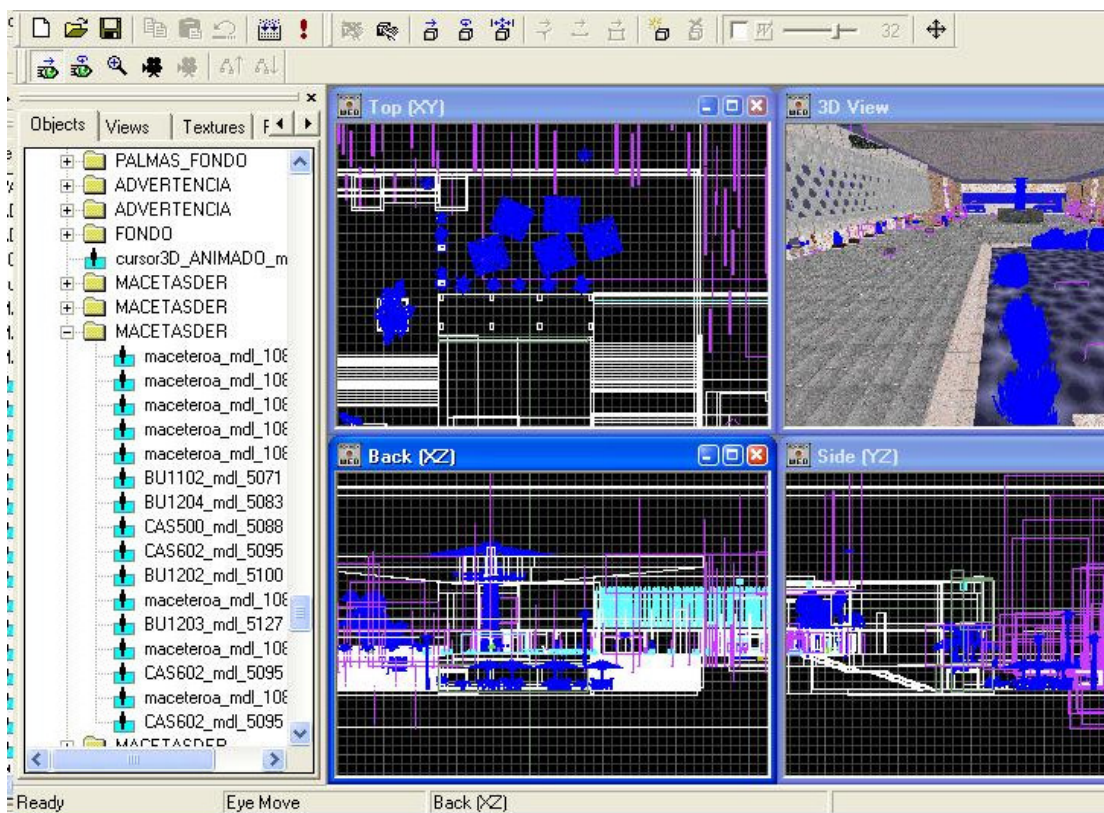 32
Objects Views Textures
PALMAS_FONDO
ADVERTENCIA
ADVERTENCIA
FONDO
cursor3D_ANIMADO_m
MACETASDER
MACETASDER
MACETASDER
maceteroa_mdl_108
maceteroa_mdl_108
maceteroa_mdl_108
maceteroa_mdl_108
maceteroa_mdl_108
BU1102_mdl_5071
BU1204_mdl_5083
CAS500_mdl_5088
CAS602_mdl_5095
BU1202_mdl_5100
maceteroa_mdl_108
BU1203_mdl_5127
maceteroa_mdl_108
CAS602_mdl_5095
maceteroa_mdl_108
CAS602_mdl_5095
MACETASDER
Top (XY)
3D View
Back (XZ)
Side (YZ)
Ready Eye Move Back (XZ)